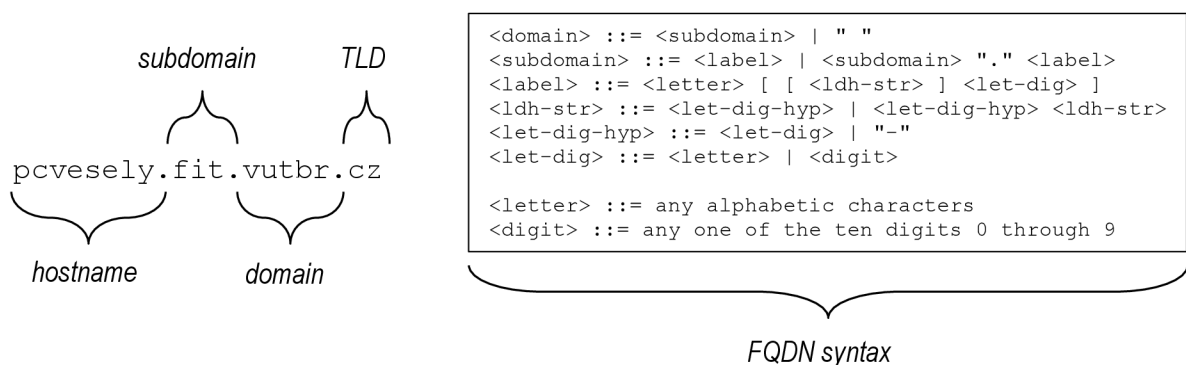 subdomain
TLD
pcvesely.fit.vutbr.cz
hostname
domain
<domain> ::= <subdomain> | " "
<subdomain> ::= <label> | <subdomain> "." <label>
<label> ::= <letter> [ [ <ldh-str> ] <let-dig> ]
<ldh-str> ::= <let-dig-hyp> | <let-dig-hyp> <ldh-str>
<let-dig-hyp> ::= <let-dig> | "-"
<let-dig> ::= <letter> | <digit>
<letter> ::= any alphabetic characters
<digit> ::= any one of the ten digits 0 through 9
FQDN syntax